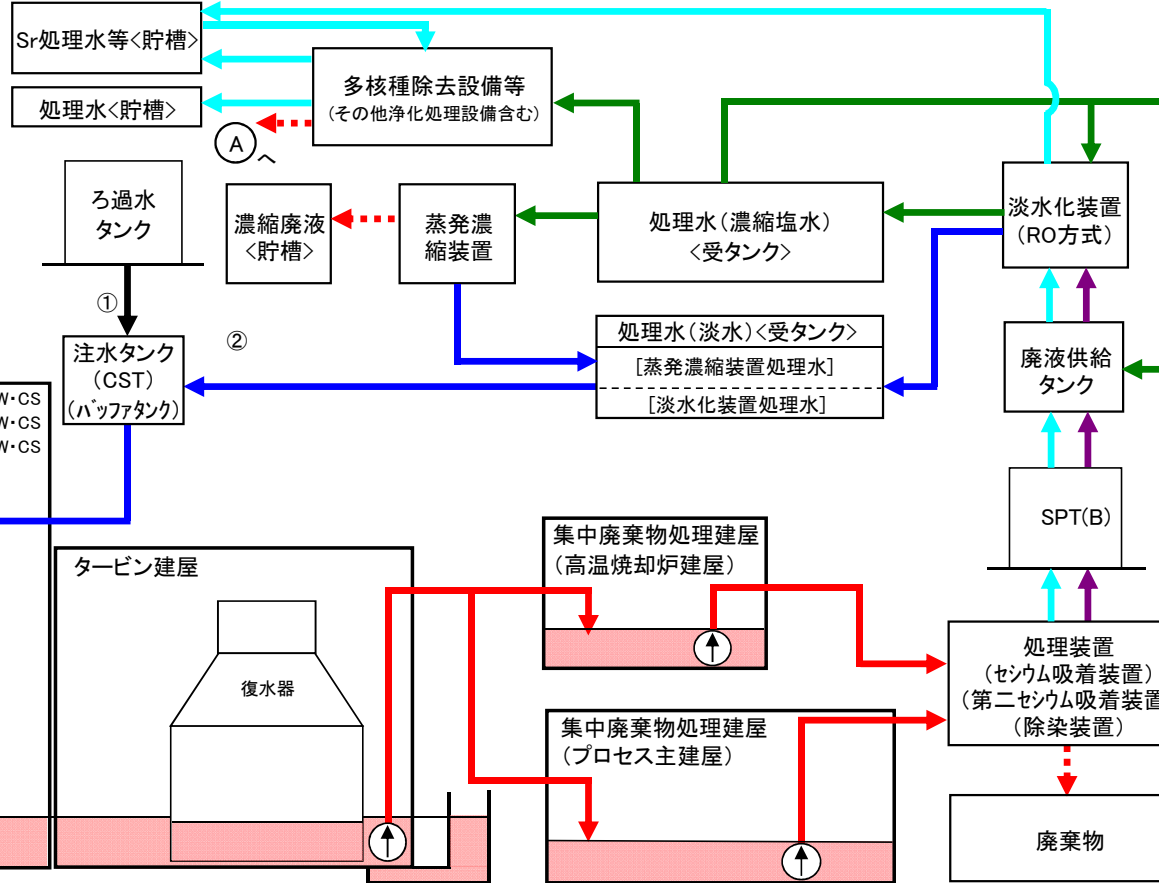 Sr処理水等<貯槽>
処理水<貯槽>
多核種除去設備等
(その他浄化処理設備含む)
A
へ
ろ過水
タンク
濃縮廃液
<貯槽>
蒸発濃
縮装置
処理水(濃縮塩水)
<受タンク>
淡水化装置
(RO方式)
①
②
注水タンク
(CST)
(バッファタンク)
処理水(淡水)<受タンク>
[蒸発濃縮装置処理水]
[淡水化装置処理水]
廃液供給
タンク
W・CS
W・CS
W・CS
SPT(B)
タービン建屋
復水器
集中廃棄物処理建屋
(高温焼却炉建屋)
集中廃棄物処理建屋
(プロセス主建屋)
処理装置
(セシウム吸着装置)
(第二セシウム吸着装置
(除染装置)
廃棄物